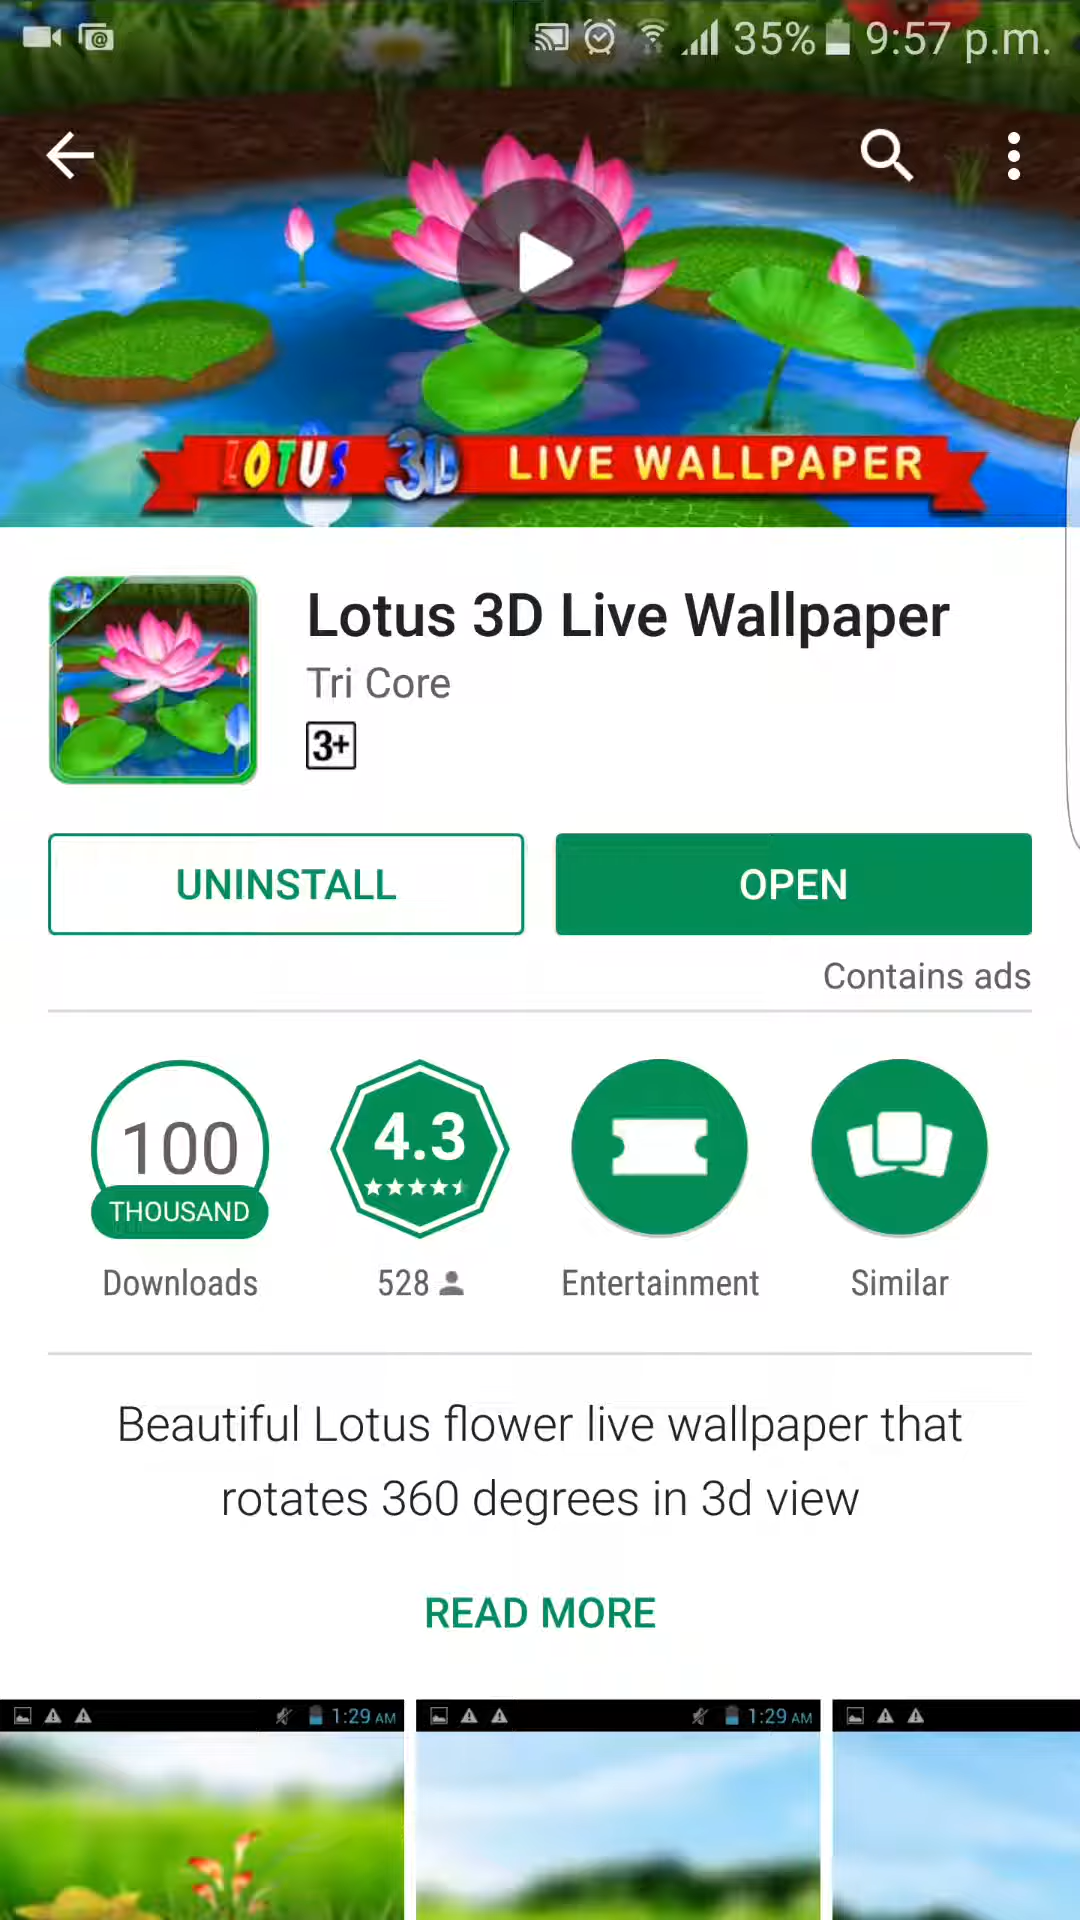 35% 9:57 p.m.
LOTUS 3D LIVE WALLPAPER
3D
Lotus 3D Live Wallpaper
Tri Core
3+
UNINSTALL
OPEN
Contains ads
100
THOUSAND
4.3
Downloads
528
Entertainment
Similar
Beautiful Lotus flower live wallpaper that
rotates 360 degrees in 3d view
READ MORE
1:29 AM
1:29 AM